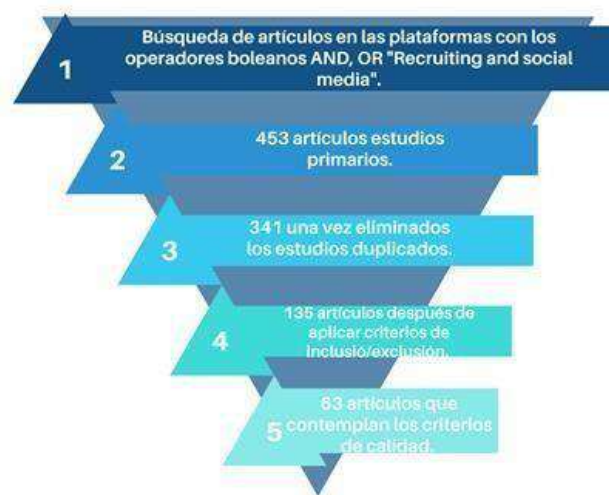 1
Búsqueda de artículos en las plataformas con los
operadores boleanos AND, OR "Recruiting and social
media".
2
453 artículos estudios
primarios.
3
341 una vez eliminados
los estudios duplicados.
4
135 artículos después de
aplicar criterios de
inclusió/exclusión.
5
63 artículos que
contemplan los criterios
de calidad.